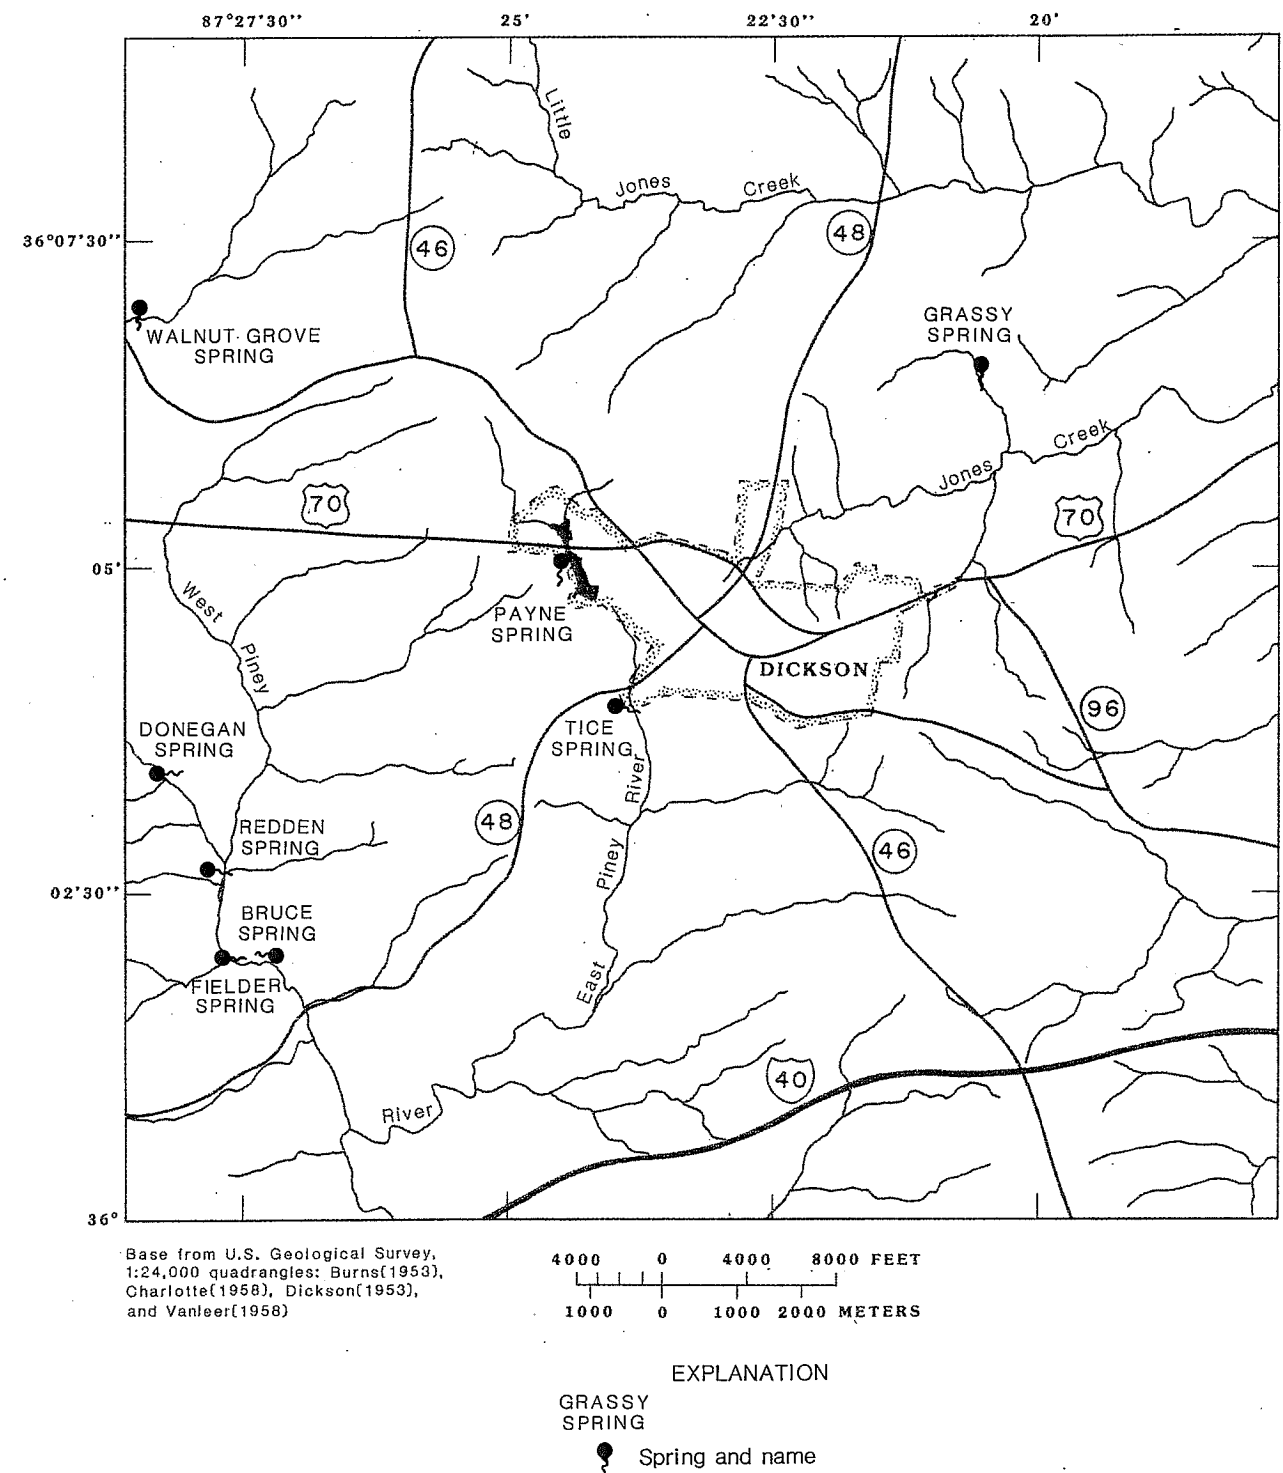 87°27'30" 25' 22'30" 20'
Little
Jones Creek
36°07'30"
46
48
WALNUT GROVE
SPRING
GRASSY
SPRING
Jones Creek
70
70
05'
West
Piney
PAYNE
SPRING
DICKSON
96
DONEGAN
SPRING
TICE
SPRING
River
48
REDDEN
SPRING
46
Piney
02'30"
BRUCE
SPRING
East
FIELDER
SPRING
40
River
36°
Base from U.S. Geological Survey,
1:24,000 quadrangles: Burns(1953),
Charlotte(1958), Dickson(1953),
and Vanleer(1958)
4000 0 4000 8000 FEET
1000 0 1000 2000 METERS
EXPLANATION
GRASSY
SPRING
Spring and name